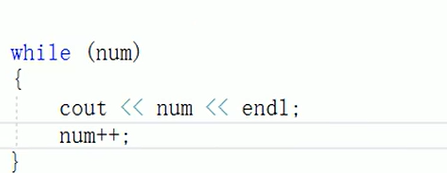 while (num)
{
    cout << num << endl;
    num++;
}